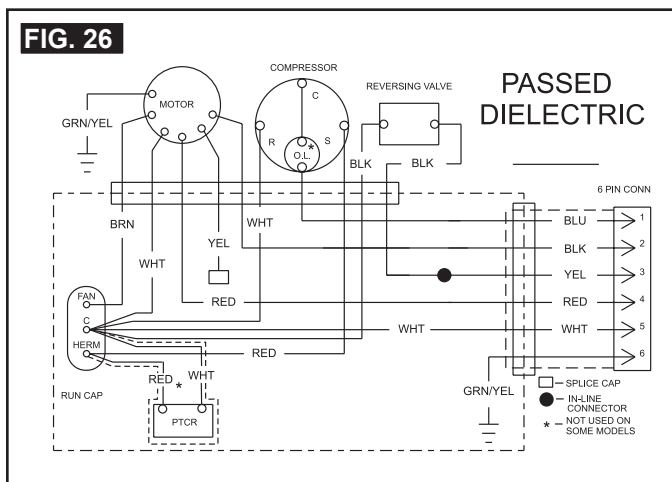 FIG. 26
COMPRESSOR
MOTOR
REVERSING VALVE
PASSED
DIELECTRIC
C
GRN/YEL
R
S
*
O.L.
BLK
BLK
6 PIN CONN
BRN
WHT
YEL
WHT
BLU
1
BLK
2
YEL
3
FAN
RED
RED
4
C
WHT
WHT
5
HERM
RED
6
RED
*
WHT
GRN/YEL
RUN CAP
PTCR
- SPLICE CAP
- IN-LINE
CONNECTOR
* - NOT USED ON
SOME MODELS